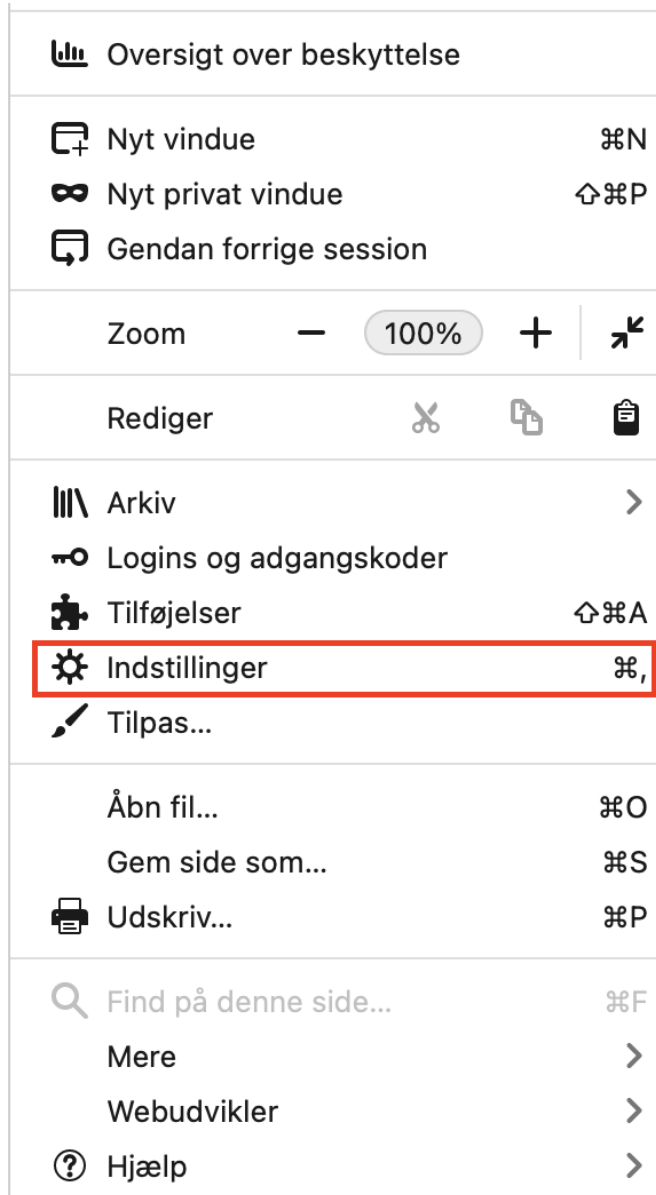 Oversigt over beskyttelse
Nyt vindue ⌘N
Nyt privat vindue ⇧⌘P
Gendan forrige session
Zoom − 100% +
Rediger
Arkiv
Logins og adgangskoder
Tilføjelser ⇧⌘A
Indstillinger ⌘,
Tilpas...
Åbn fil... ⌘O
Gem side som... ⌘S
Udskriv... ⌘P
Find på denne side... ⌘F
Mere
Webudvikler
Hjælp